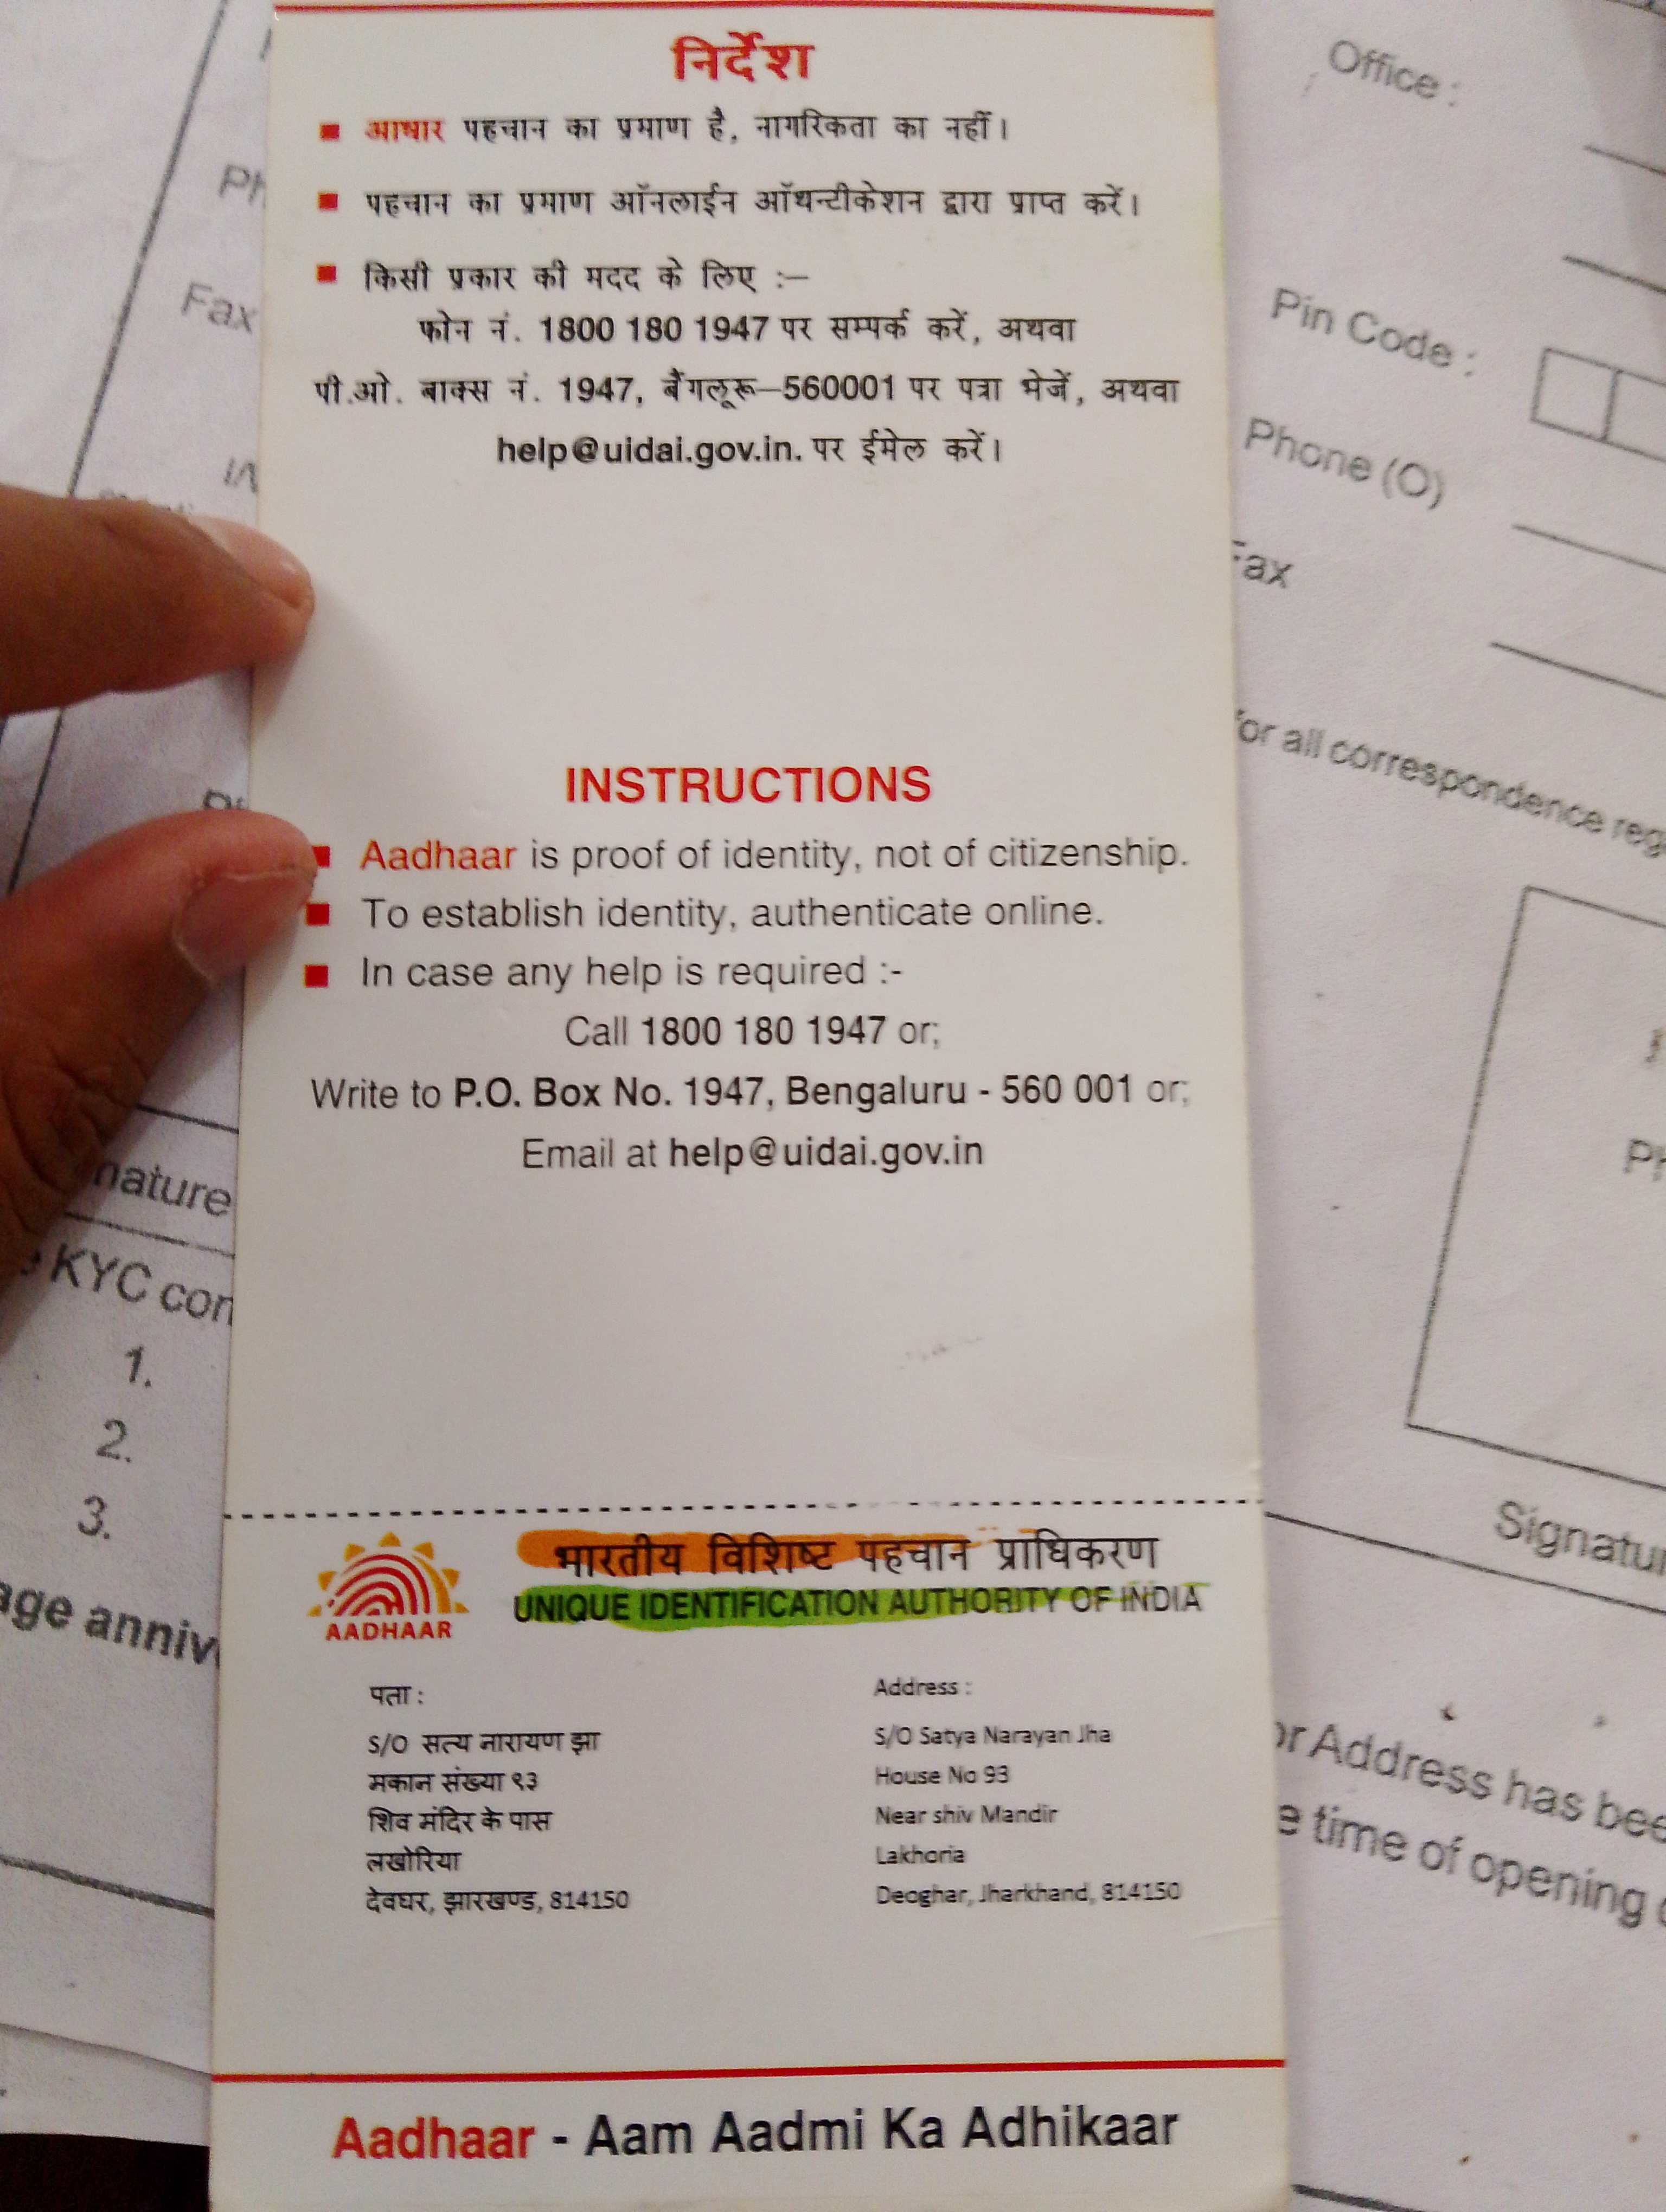 निर्देश
आधार पहचान का प्रमाण है, नागरिकता का नहीं।
पहचान का प्रमाण ऑनलाईन ऑथन्टीकेशन द्वारा प्राप्त करें।
किसी प्रकार की मदद के लिए :–
फोन नं. 1800 180 1947 पर सम्पर्क करें, अथवा
पी.ओ. बाक्स नं. 1947, बैंगलूरू–560001 पर पत्रा भेजें, अथवा
help@uidai.gov.in. पर ईमेल करें।
INSTRUCTIONS
Aadhaar is proof of identity, not of citizenship.
To establish identity, authenticate online.
In case any help is required :-
Call 1800 180 1947 or;
Write to P.O. Box No. 1947, Bengaluru - 560 001 or;
Email at help@uidai.gov.in
AADHAAR
भारतीय विशिष्ट पहचान प्राधिकरण
UNIQUE IDENTIFICATION AUTHORITY OF INDIA
पता :
S/O सत्य नारायण झा
मकान संख्या ९३
शिव मंदिर के पास
लखोरिया
देवघर, झारखण्ड, 814150
Address :
S/O Satya Narayan Jha
House No 93
Near shiv Mandir
Lakhoria
Deoghar, Jharkhand, 814150
Aadhaar - Aam Aadmi Ka Adhikaar
Fax
KYC
1.
2.
3.
Office :
Pin Code :
Phone (O)
for all correspondence
Address has
time of opening